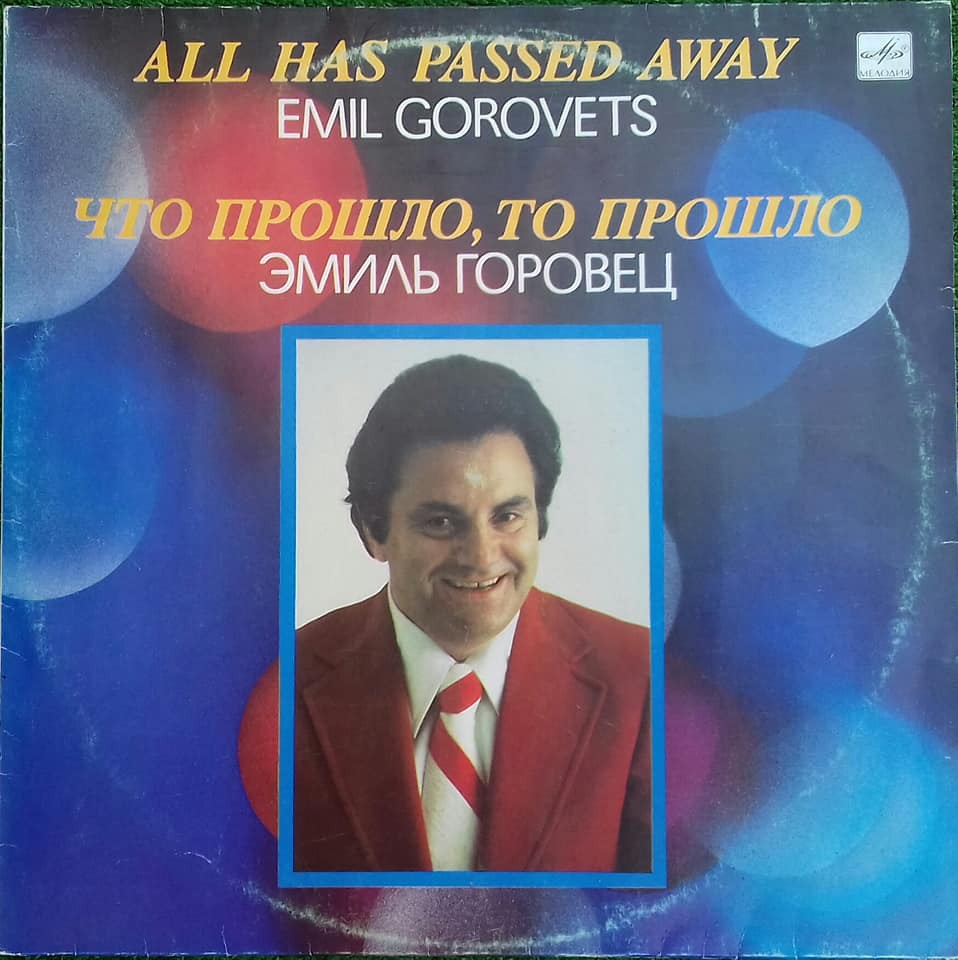 ALL HAS PASSED AWAY
EMIL GOROVETS
МЕЛОДИЯ
ЧТО ПРОШЛО, ТО ПРОШЛО
ЭМИЛЬ ГОРОВЕЦ